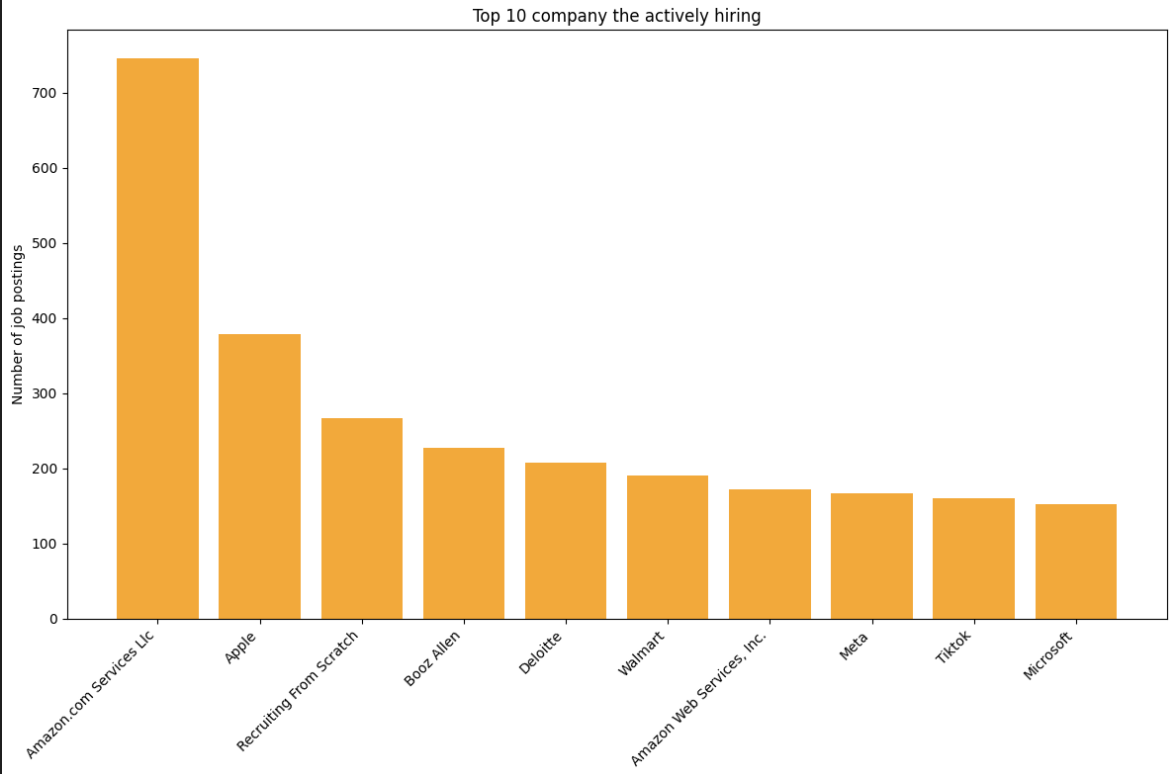 Top 10 company the actively hiring
Number of job postings
700
600
500
400
300
200
100
0
Amazon.com Services Llc
Apple
Recruiting From Scratch
Booz Allen
Deloitte
Walmart
Amazon Web Services, Inc.
Meta
Tiktok
Microsoft